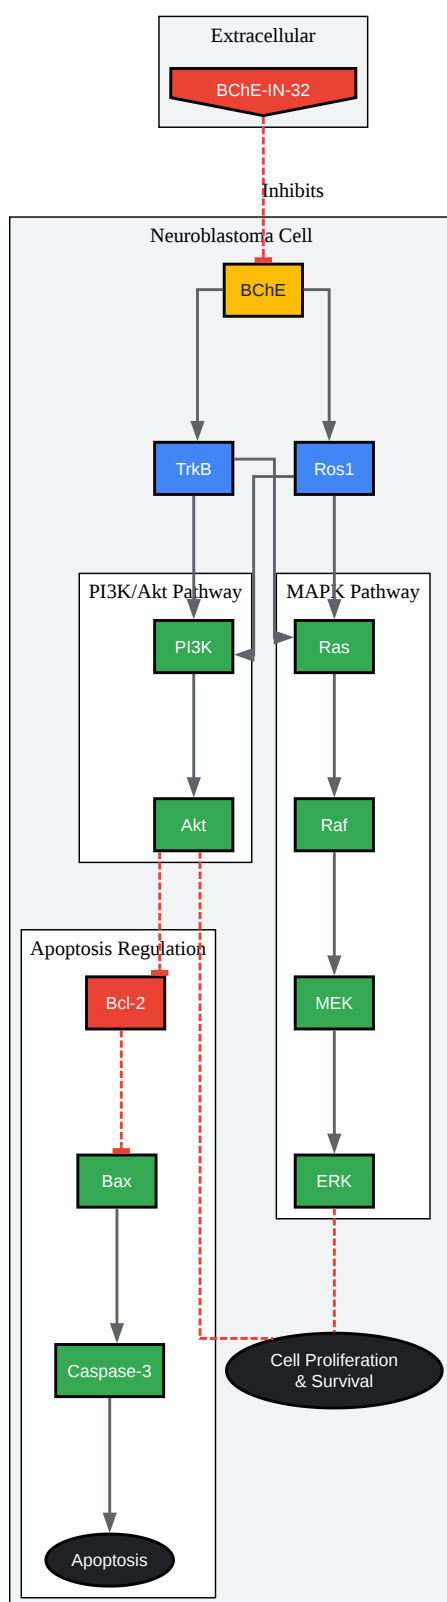 Extracellular
BChE-IN-32
Inhibits
Neuroblastoma Cell
BChE
TrkB
Ros1
PI3K/Akt Pathway
MAPK Pathway
PI3K
Ras
Akt
Raf
Apoptosis Regulation
Bcl-2
MEK
Bax
ERK
Caspase-3
Cell Proliferation
& Survival
Apoptosis